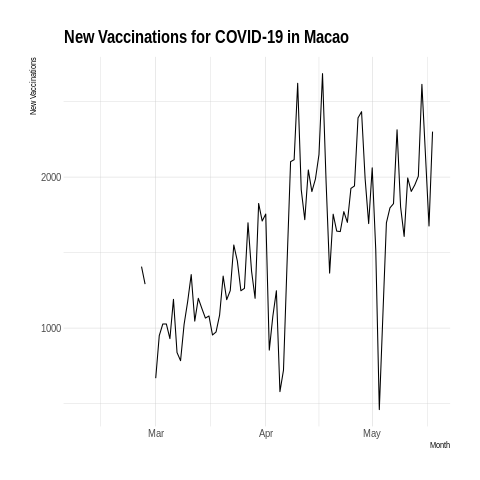 New Vaccinations for COVID-19 in Macao
New Vaccinations
2000
1000
Mar Apr May
Month